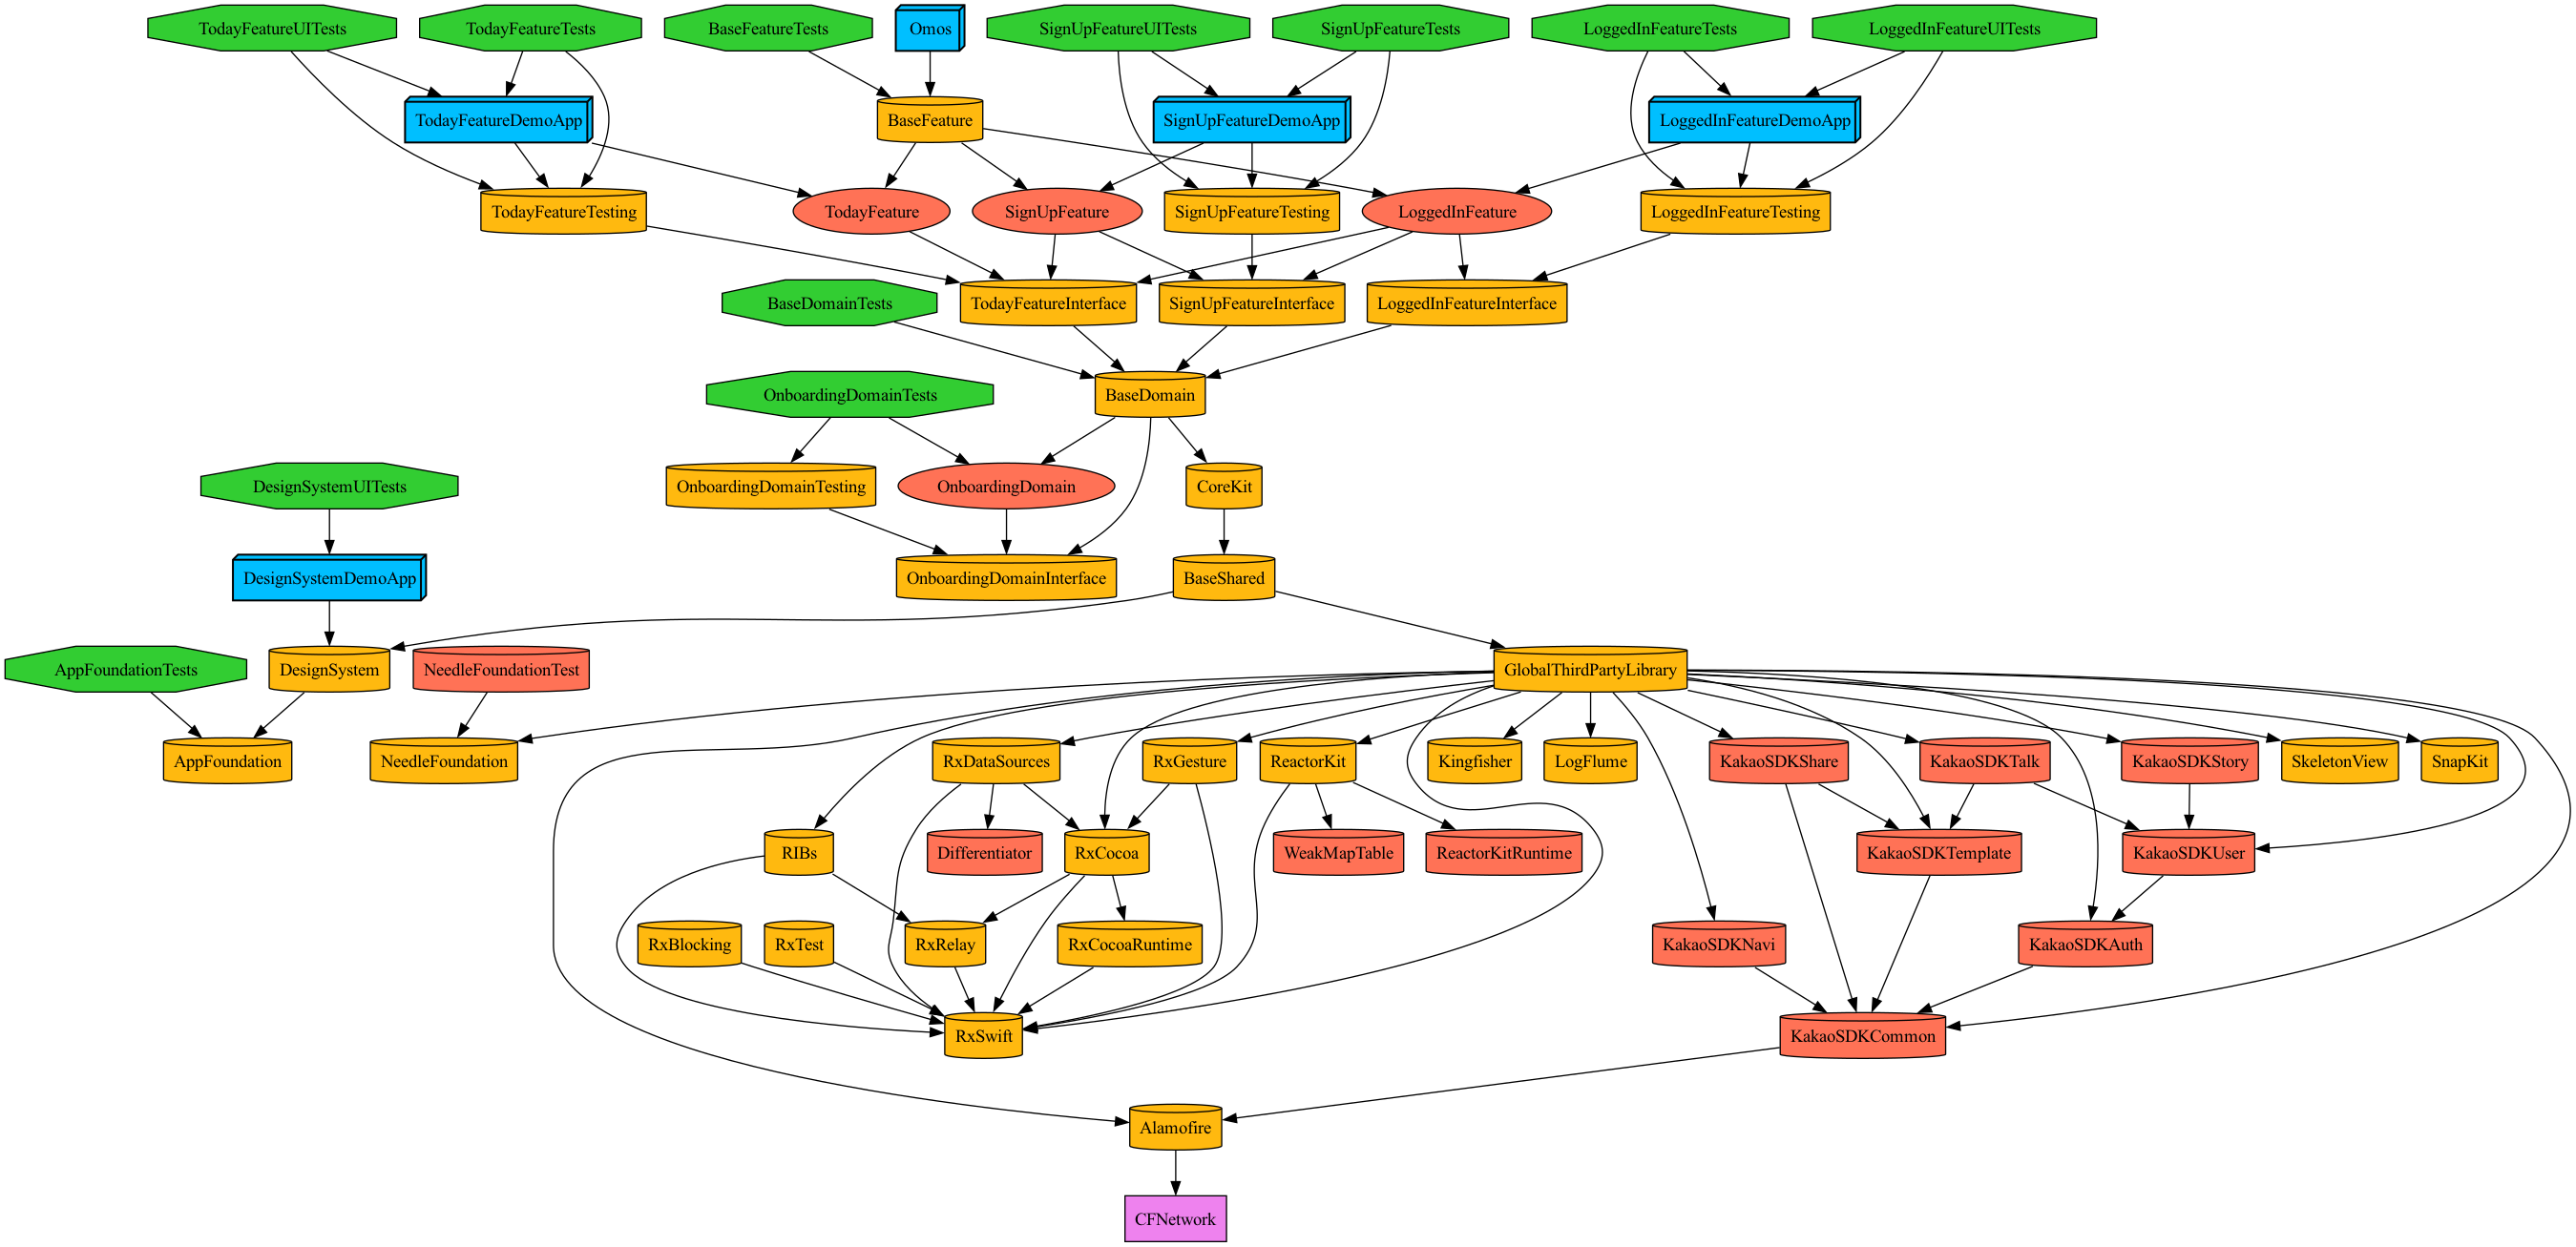 TodayFeatureUITests
TodayFeatureTests
BaseFeatureTests
Omos
SignUpFeatureUITests
SignUpFeatureTests
LoggedInFeatureTests
LoggedInFeatureUITests
TodayFeatureDemoApp
BaseFeature
SignUpFeatureDemoApp
LoggedInFeatureDemoApp
TodayFeatureTesting
TodayFeature
SignUpFeature
SignUpFeatureTesting
LoggedInFeature
LoggedInFeatureTesting
BaseDomainTests
TodayFeatureInterface
SignUpFeatureInterface
LoggedInFeatureInterface
OnboardingDomainTests
BaseDomain
DesignSystemUITests
OnboardingDomainTesting
OnboardingDomain
CoreKit
DesignSystemDemoApp
OnboardingDomainInterface
BaseShared
AppFoundationTests
DesignSystem
NeedleFoundationTest
GlobalThirdPartyLibrary
AppFoundation
NeedleFoundation
RxDataSources
RxGesture
ReactorKit
Kingfisher
LogFlume
KakaoSDKShare
KakaoSDKTalk
KakaoSDKStory
SkeletonView
SnapKit
RIBs
Differentiator
RxCocoa
WeakMapTable
ReactorKitRuntime
KakaoSDKTemplate
KakaoSDKUser
RxBlocking
RxTest
RxRelay
RxCocoaRuntime
KakaoSDKNavi
KakaoSDKAuth
RxSwift
KakaoSDKCommon
Alamofire
CFNetwork